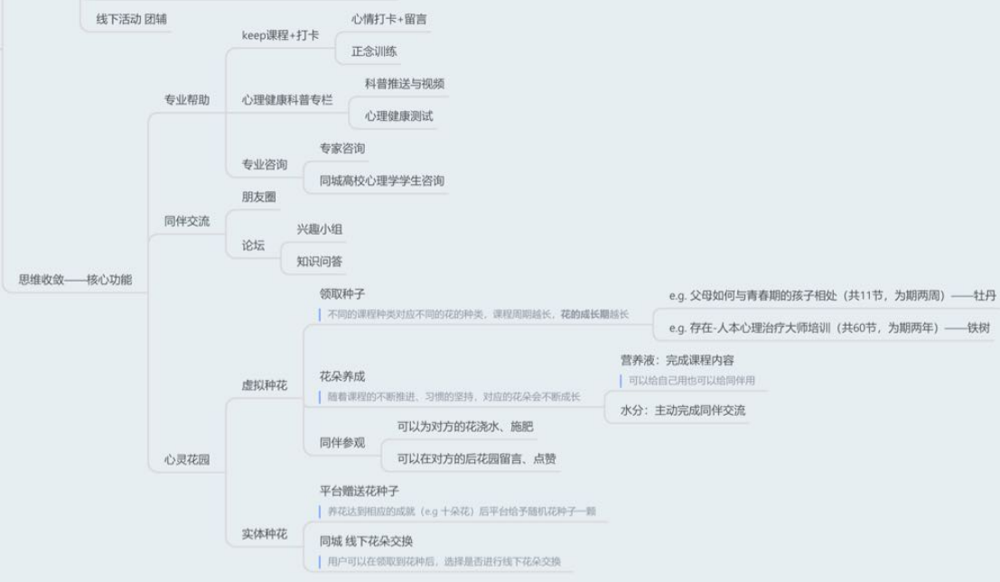 线下活动 团辅
keep课程+打卡
心情打卡+留言
正念训练
专业帮助
心理健康科普专栏
科普推送与视频
心理健康测试
专业咨询
专家咨询
同城高校心理学学生咨询
同伴交流
朋友圈
论坛
兴趣小组
知识问答
思维收敛——核心功能
心灵花园
虚拟种花
领取种子
不同的课程种类对应不同的花的种类，课程周期越长，花的成长期越长
e.g. 父母如何与青春期的孩子相处（共11节，为期两周）——牡丹
e.g. 存在-人本心理治疗大师培训（共60节，为期两年）——铁树
花朵养成
随着课程的不断推进、习惯的坚持，对应的花朵会不断成长
营养液：完成课程内容
可以给自己用也可以给同伴用
水分：主动完成同伴交流
同伴参观
可以为对方的花浇水、施肥
可以在对方的后花园留言、点赞
实体种花
平台赠送花种子
养花达到相应的成就（e.g 十朵花）后平台给予随机花种子一颗
同城 线下花朵交换
用户可以在领取到花种后，选择是否进行线下花朵交换